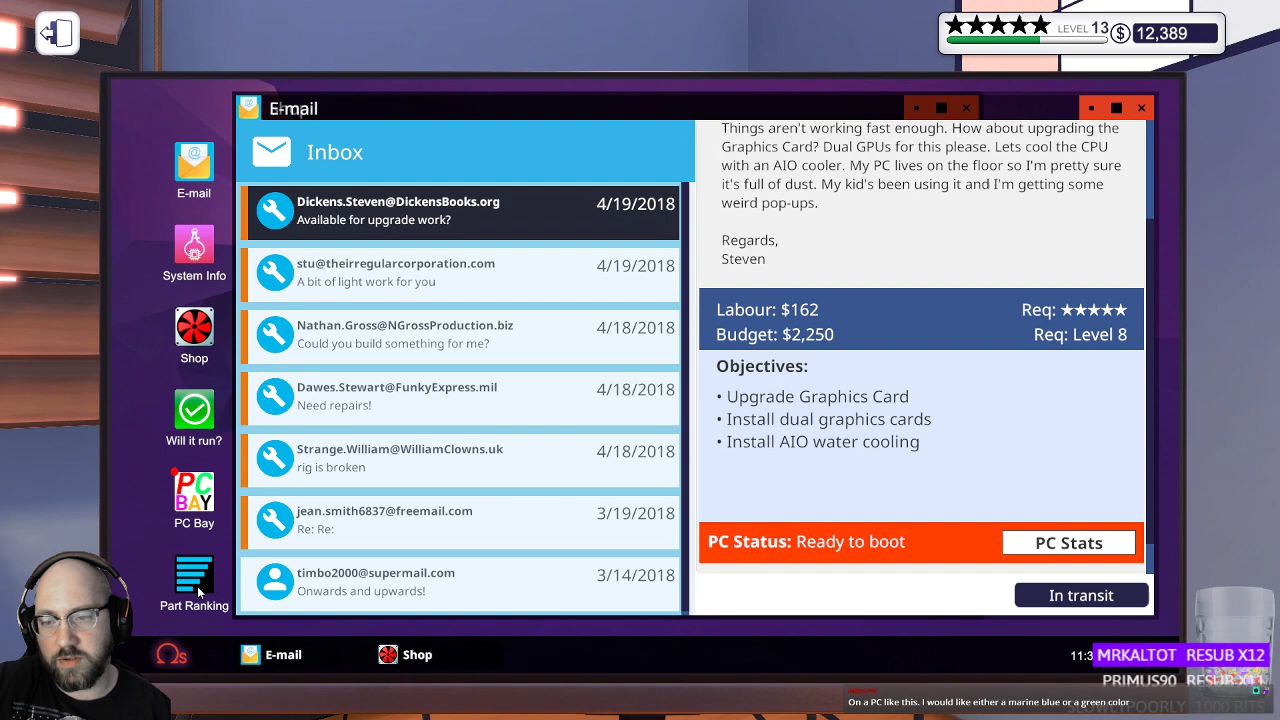 LEVEL 13 $ 12,389
E-mail
Inbox
Dickens.Steven@DickensBooks.org 4/19/2018
Available for upgrade work?
stu@theirregularcorporation.com 4/19/2018
A bit of light work for you
Nathan.Gross@NGrossProduction.biz 4/18/2018
Could you build something for me?
Dawes.Stewart@FunkyExpress.mil 4/18/2018
Need repairs!
Strange.William@WilliamClowns.uk 4/18/2018
rig is broken
jean.smith6837@freemail.com 3/19/2018
Re: Re:
timbo2000@supermail.com 3/14/2018
Onwards and upwards!
Things aren't working fast enough. How about upgrading the
Graphics Card? Dual GPUs for this please. Lets cool the CPU
with an AIO cooler. My PC lives on the floor so I'm pretty sure
it's full of dust. My kid's been using it and I'm getting some
weird pop-ups.
Regards,
Steven
Labour: $162 Req: ★★★★★
Budget: $2,250 Req: Level 8
Objectives:
• Upgrade Graphics Card
• Install dual graphics cards
• Install AIO water cooling
PC Status: Ready to boot PC Stats
In transit
E-mail
System Info
Shop
Will it run?
PC
BAY
PC Bay
Part Ranking
Ωs E-mail Shop 11:3
MRKALTOT RESUB X12
PRIMUS90 RESUB X11
On a PC like this. I would like either a marine blue or a green color
1000 BITS